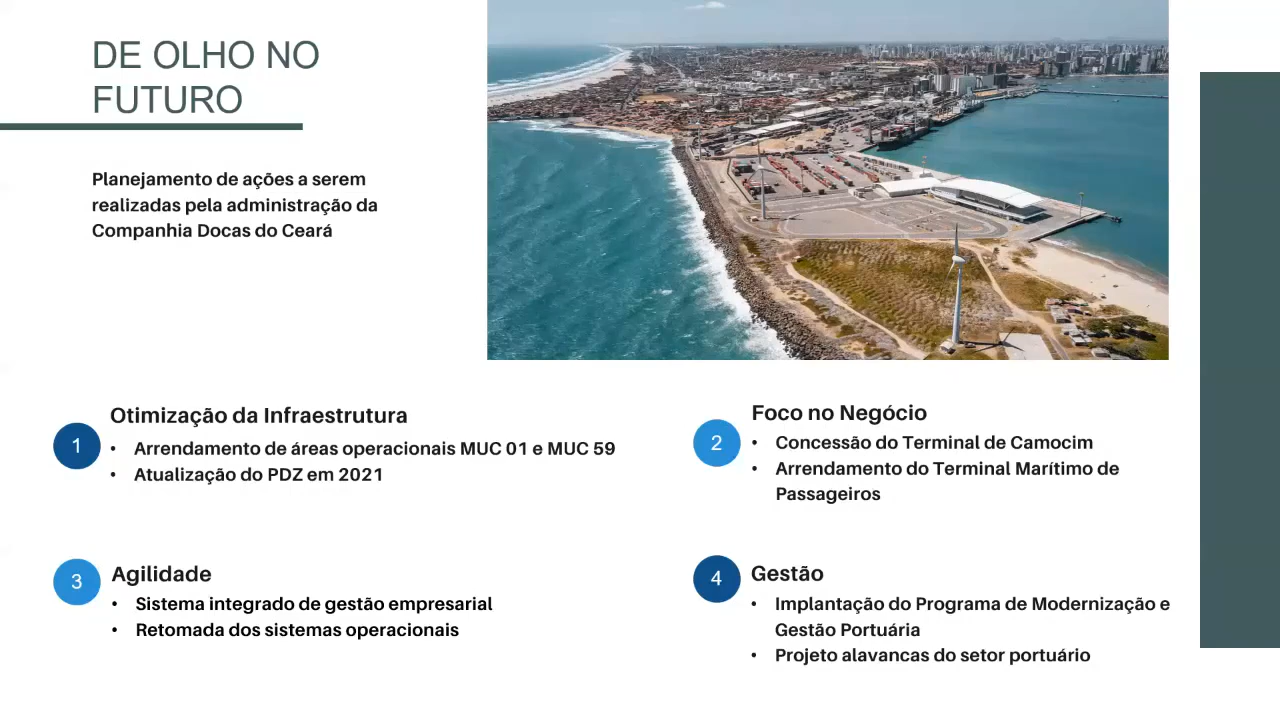 DE OLHO NO
FUTURO
Planejamento de ações a serem
realizadas pela administração da
Companhia Docas do Ceará
1
Otimização da Infraestrutura
• Arrendamento de áreas operacionais MUC 01 e MUC 59
• Atualização do PDZ em 2021
2
Foco no Negócio
• Concessão do Terminal de Camocim
• Arrendamento do Terminal Marítimo de
Passageiros
3
Agilidade
• Sistema integrado de gestão empresarial
• Retomada dos sistemas operacionais
4
Gestão
• Implantação do Programa de Modernização e
Gestão Portuária
• Projeto alavancas do setor portuário